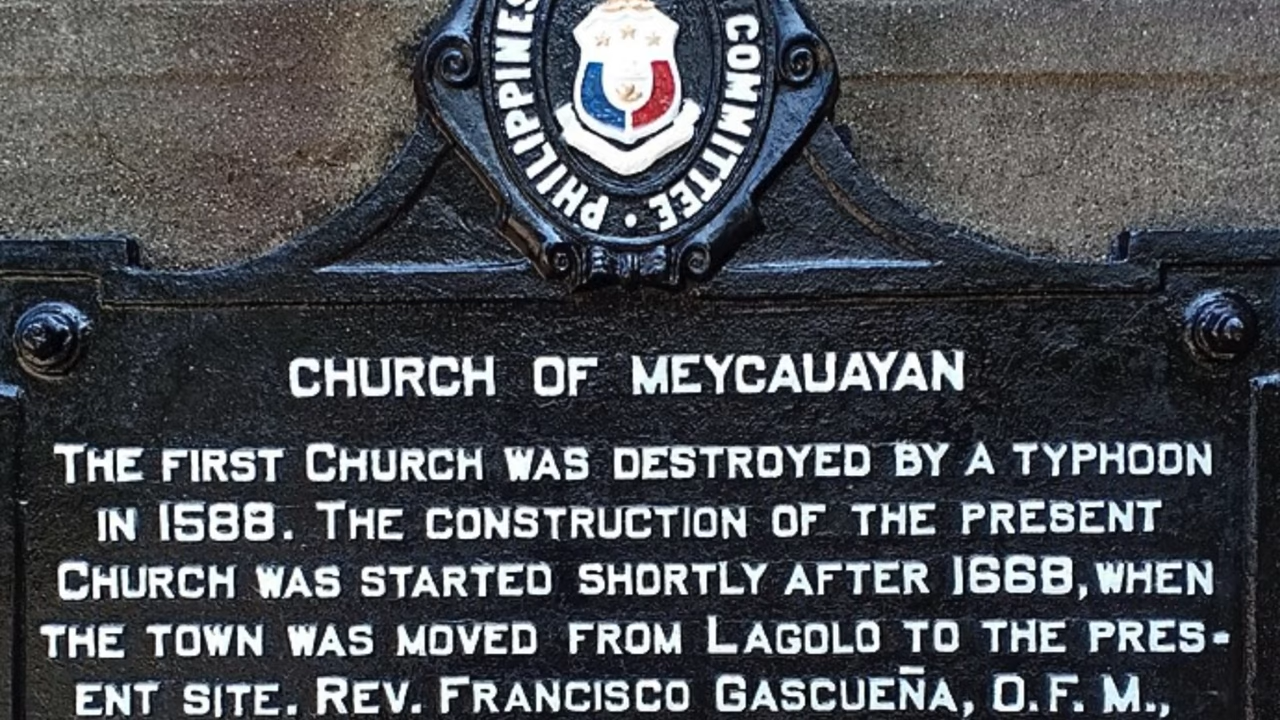 PHILIPPINES • COMMITTEE
CHURCH OF MEYCAUAYAN
THE FIRST CHURCH WAS DESTROYED BY A TYPHOON
IN 1588. THE CONSTRUCTION OF THE PRESENT
CHURCH WAS STARTED SHORTLY AFTER 1668, WHEN
THE TOWN WAS MOVED FROM LAGOLO TO THE PRES-
ENT SITE. REV. FRANCISCO GASCUEÑA, O.F.M.,